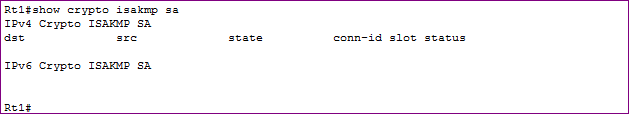 Rt1#show crypto isakmp sa
IPv4 Crypto ISAKMP SA
dst src state conn-id slot status
IPv6 Crypto ISAKMP SA
Rt1#